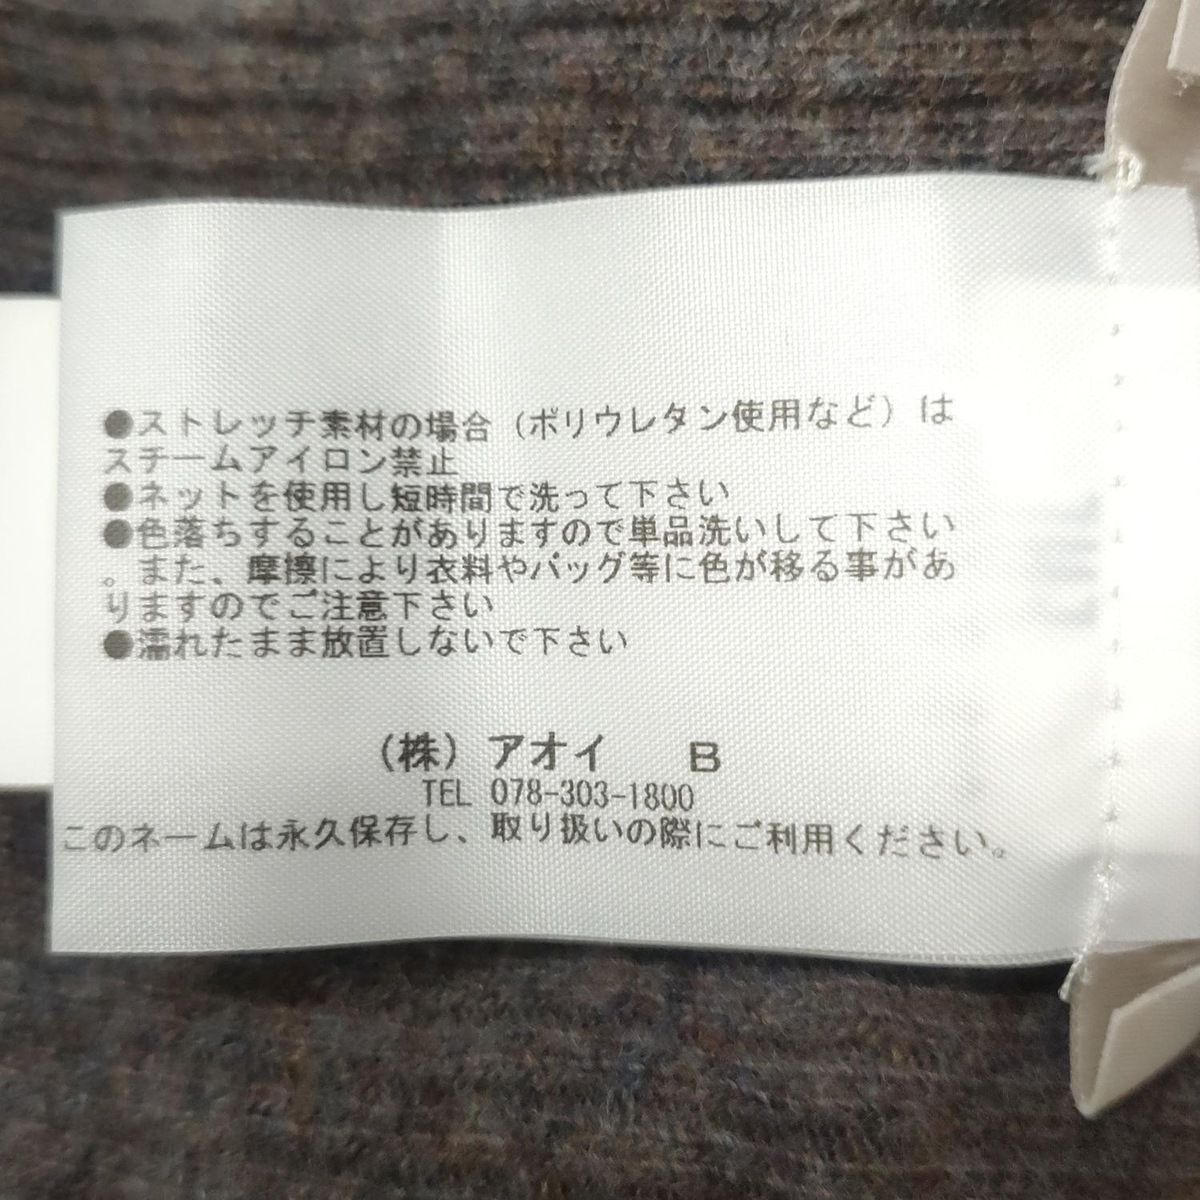 ●ストレッチ素材の場合（ポリウレタン使用など）は
スチームアイロン禁止
●ネットを使用し短時間で洗って下さい
●色落ちすることがありますので単品洗いして下さい
。また、摩擦により衣料やバッグ等に色が移る事があ
りますのでご注意下さい
●濡れたまま放置しないで下さい
（株）アオイ　B
TEL 078-303-1800
このネームは永久保存し、取り扱いの際にご利用ください。